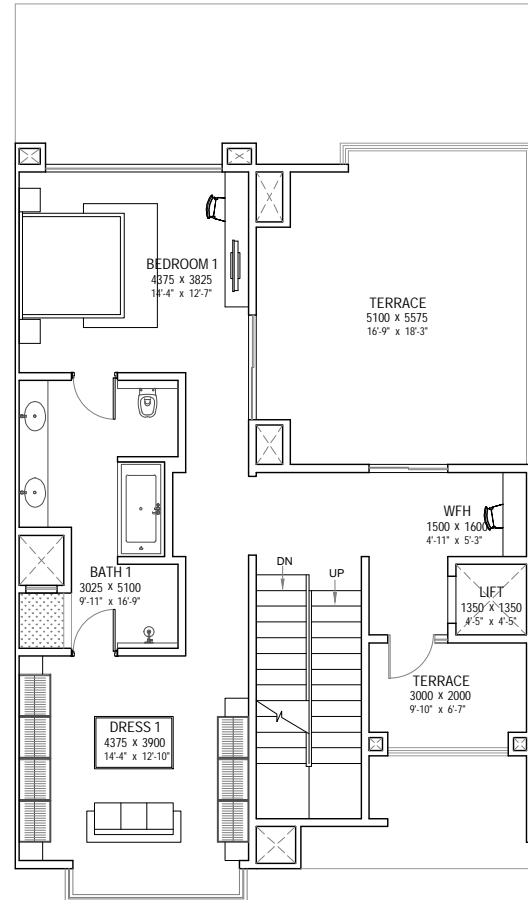 BEDROOM 1
4375 x 3825
14'-4" x 12'-7"
TERRACE
5100 x 5575
16'-9" x 18'-3"
WFH
1500 x 1600
4'-11" x 5'-3"
DN
UP
BATH 1
3025 x 5100
9'-11" x 16'-9"
LIFT
1350 x 1350
4'-5" x 4'-5"
TERRACE
3000 x 2000
9'-10" x 6'-7"
DRESS 1
4375 x 3900
14'-4" x 12'-10"